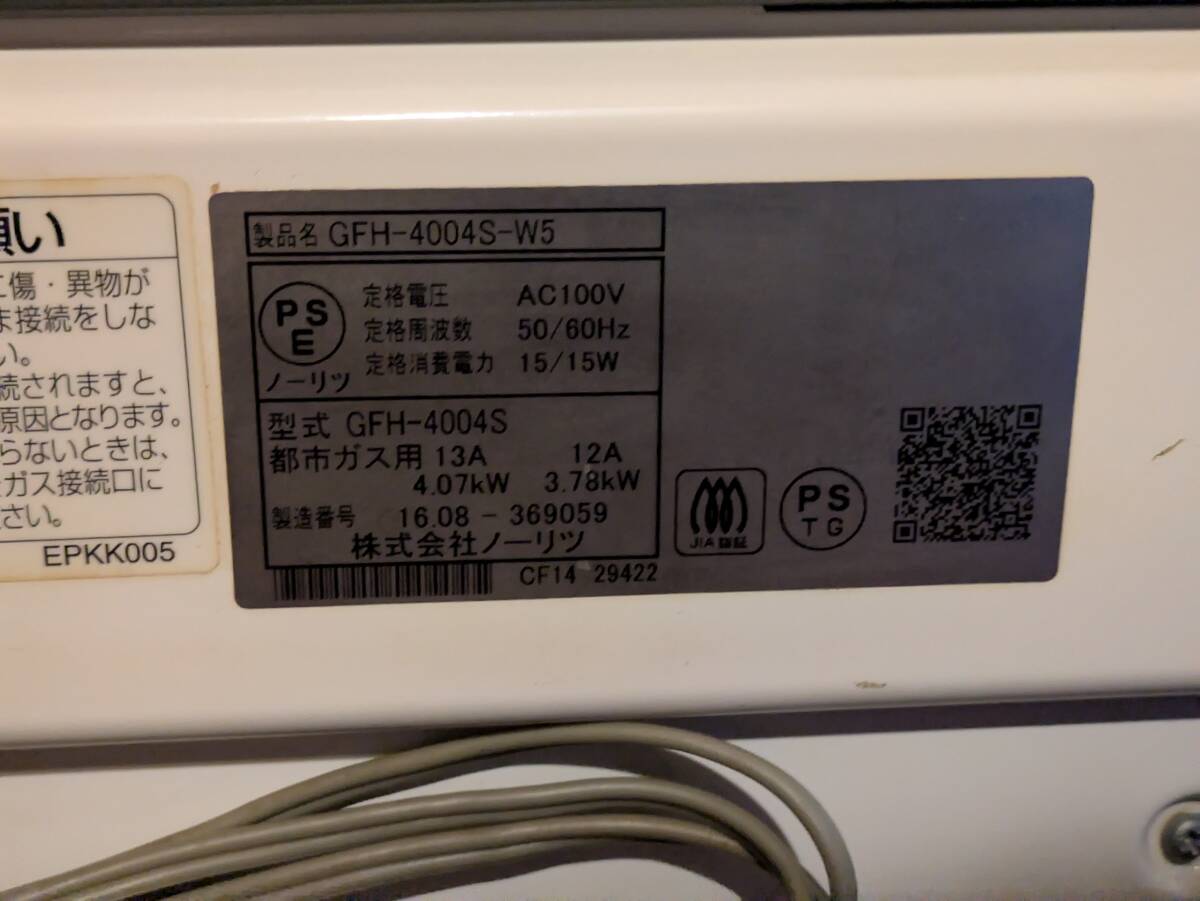 願い
に傷・異物が
ま接続をしな
い。
続されますと、
原因となります。
らないときは、
ガス接続口に
さい。
EPKK005
製品名 GFH-4004S-W5
PS
E
ノーリツ
定格電圧 AC100V
定格周波数 50/60Hz
定格消費電力 15/15W
型式 GFH-4004S
都市ガス用 13A 12A
4.07kW 3.78kW
製造番号 16.08-369059
株式会社ノーリツ
CF14 29422
JIA認証
PS
TG